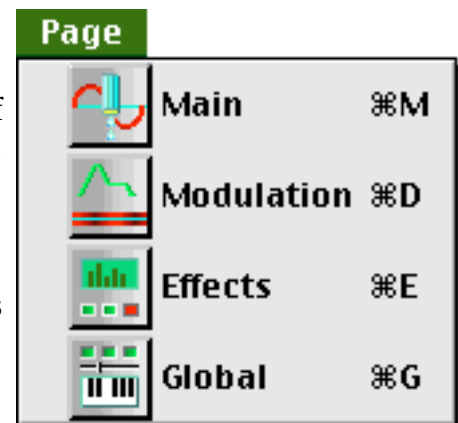 Page
Main ⌘M
Modulation ⌘D
Effects ⌘E
Global ⌘G